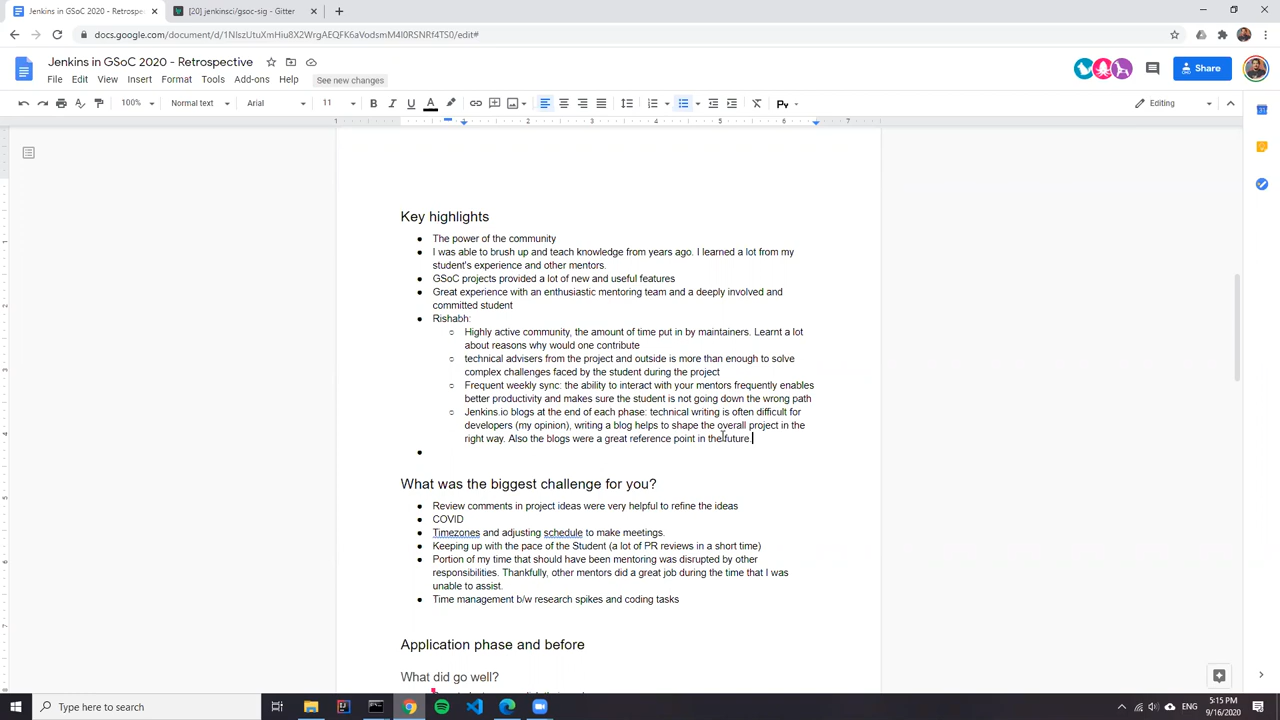 Jenkins in GSoC 2020 - Retrospec
[20] jenkinsci/gsoc-sig - Gitter
Jenkins in GSoC 2020 - Retrospective
File Edit View Insert Format Tools Add-ons Help See new changes
Share
100% Normal text Arial 11 B I U A Editing
1 1 2 3 4 5 6 7
Key highlights
● The power of the community
● I was able to brush up and teach knowledge from years ago. I learned a lot from my
student's experience and other mentors.
● GSoC projects provided a lot of new and useful features
● Great experience with an enthusiastic mentoring team and a deeply involved and
committed student
● Rishabh:
○ Highly active community, the amount of time put in by maintainers. Learnt a lot
about reasons why would one contribute
○ technical advisers from the project and outside is more than enough to solve
complex challenges faced by the student during the project
○ Frequent weekly sync: the ability to interact with your mentors frequently enables
better productivity and makes sure the student is not going down the wrong path
○ Jenkins.io blogs at the end of each phase: technical writing is often difficult for
developers (my opinion), writing a blog helps to shape the overall project in the
right way. Also the blogs were a great reference point in the future.
What was the biggest challenge for you?
● Review comments in project ideas were very helpful to refine the ideas
● COVID
● Timezones and adjusting schedule to make meetings.
● Keeping up with the pace of the Student (a lot of PR reviews in a short time)
● Portion of my time that should have been mentoring was disrupted by other
responsibilities. Thankfully, other mentors did a great job during the time that I was
unable to assist.
● Time management b/w research spikes and coding tasks
Application phase and before
What did go well?
Type here to search
ENG
5:15 PM
9/16/2020